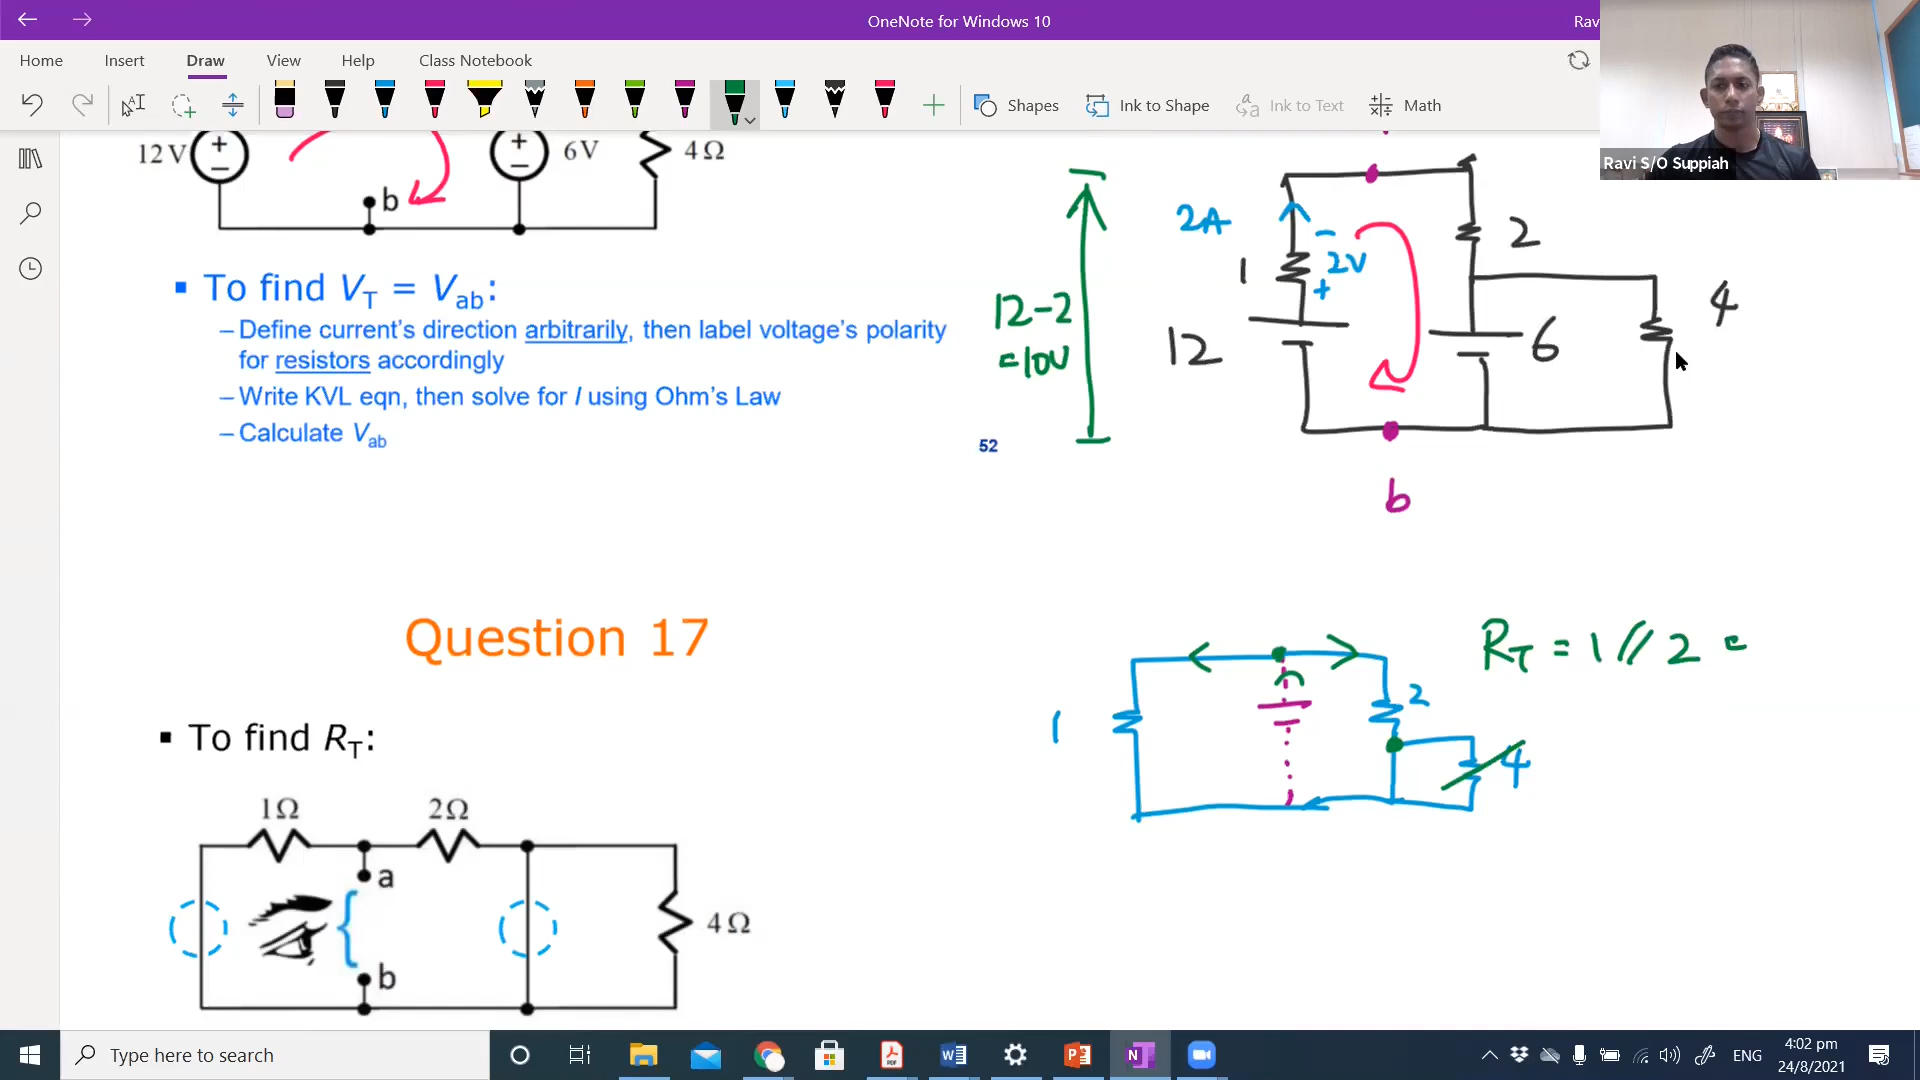 OneNote for Windows 10
Rav
Home Insert Draw View Help Class Notebook
Shapes Ink to Shape Ink to Text Math
Ravi S/O Suppiah
12 V
6V
4 Ω
b
To find VT = Vab:
– Define current's direction arbitrarily, then label voltage's polarity
for resistors accordingly
– Write KVL eqn, then solve for I using Ohm's Law
– Calculate Vab
52
12-2
=10V
2A
-
2V
+
1
12
2
6
4
b
Question 17
To find RT:
1Ω
2Ω
a
b
4Ω
1
2
4
RT = 1 // 2 =
Type here to search
ENG
4:02 pm
24/8/2021